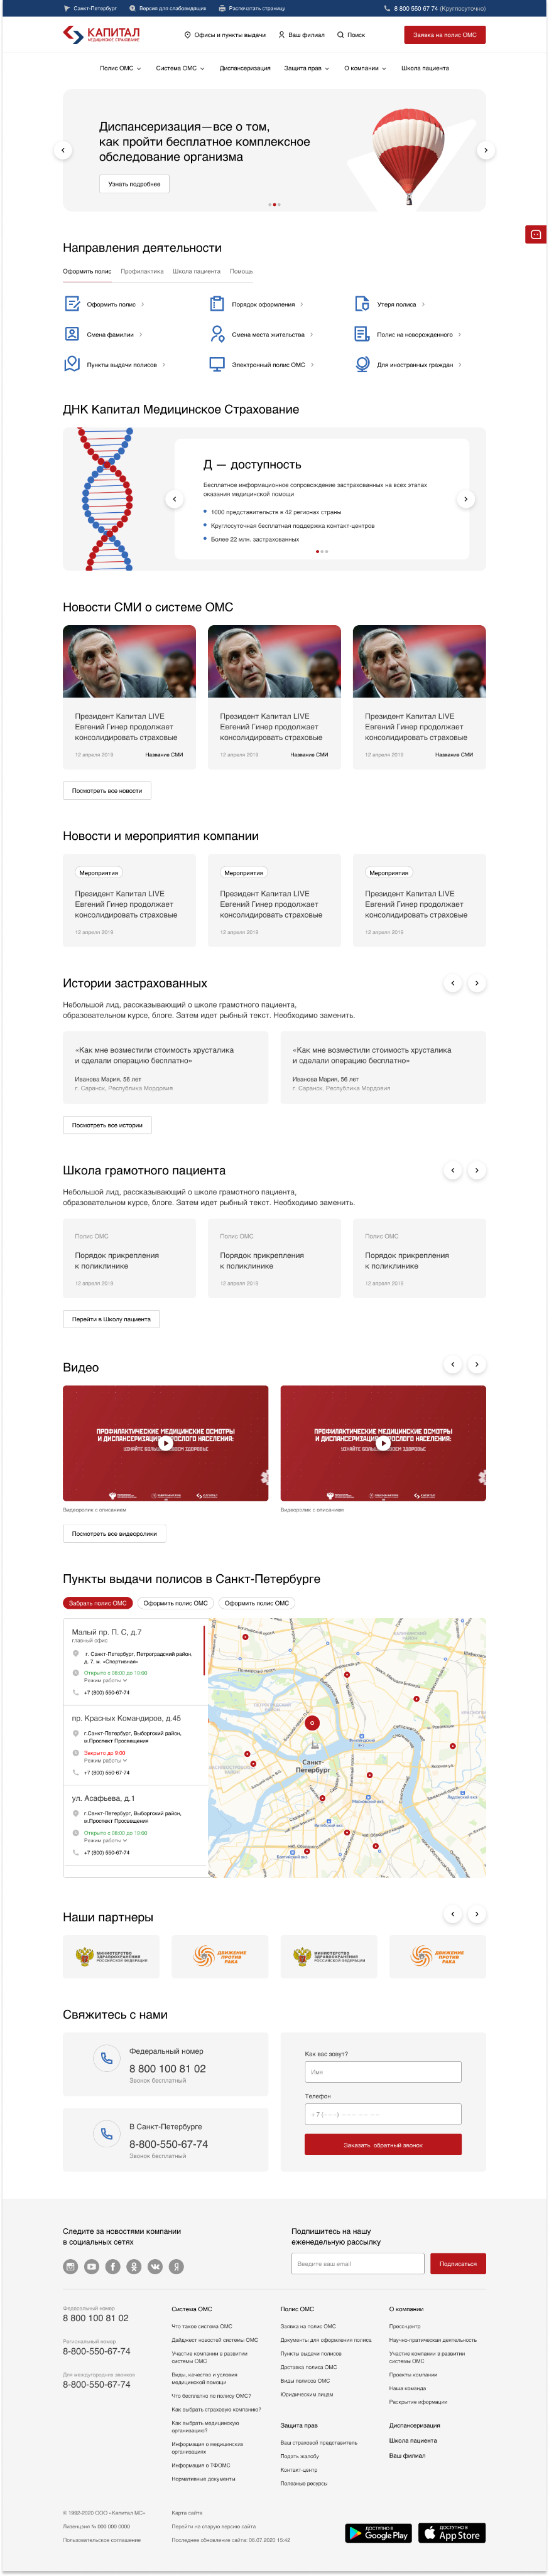 Санкт-Петербург
Версия для слабовидящих
Распечатать страницу
8 800 550 67 74 (Круглосуточно)
КАПИТАЛ
МЕДИЦИНСКОЕ СТРАХОВАНИЕ
Офисы и пункты выдачи
Ваш филиал
Поиск
Заявка на полис ОМС
Полис ОМС
Система ОМС
Диспансеризация
Защита прав
О компании
Школа пациента
Диспансеризация—все о том,
как пройти бесплатное комплексное
обследование организма
Узнать подробнее
Направления деятельности
Оформить полис
Профилактика
Школа пациента
Помощь
Оформить полис
Порядок оформления
Утеря полиса
Смена фамилии
Смена места жительства
Полис на новорожденного
Пункты выдачи полисов
Электронный полис ОМС
Для иностранных граждан
ДНК Капитал Медицинское Страхование
Д — доступность
Бесплатное информационное сопровождение застрахованных на всех этапах
оказания медицинской помощи
1000 представительств в 42 регионах страны
Круглосуточная бесплатная поддержка контакт-центров
Более 22 млн. застрахованных
Новости СМИ о системе ОМС
Президент Капитал LIVE
Евгений Гинер продолжает
консолидировать страховые
12 апреля 2019
Название СМИ
Президент Капитал LIVE
Евгений Гинер продолжает
консолидировать страховые
12 апреля 2019
Название СМИ
Президент Капитал LIVE
Евгений Гинер продолжает
консолидировать страховые
12 апреля 2019
Название СМИ
Посмотреть все новости
Новости и мероприятия компании
Мероприятия
Президент Капитал LIVE
Евгений Гинер продолжает
консолидировать страховые
12 апреля 2019
Мероприятия
Президент Капитал LIVE
Евгений Гинер продолжает
консолидировать страховые
12 апреля 2019
Мероприятия
Президент Капитал LIVE
Евгений Гинер продолжает
консолидировать страховые
12 апреля 2019
Истории застрахованных
Небольшой лид, рассказывающий о школе грамотного пациента,
образовательном курсе, блоге. Затем идет рыбный текст. Необходимо заменить.
«Как мне возместили стоимость хрусталика
и сделали операцию бесплатно»
Иванова Мария, 56 лет
г. Саранск, Республика Мордовия
«Как мне возместили стоимость хрусталика
и сделали операцию бесплатно»
Иванова Мария, 56 лет
г. Саранск, Республика Мордовия
Посмотреть все истории
Школа грамотного пациента
Небольшой лид, рассказывающий о школе грамотного пациента,
образовательном курсе, блоге. Затем идет рыбный текст. Необходимо заменить.
Полис ОМС
Порядок прикрепления
к поликлинике
12 апреля 2019
Полис ОМС
Порядок прикрепления
к поликлинике
12 апреля 2019
Полис ОМС
Порядок прикрепления
к поликлинике
12 апреля 2019
Перейти в Школу пациента
Видео
ПРОФИЛАКТИЧЕСКИЕ МЕДИЦИНСКИЕ ОСМОТРЫ
И ДИСПАНСЕРИЗАЦИЯ ВЗРОСЛОГО НАСЕЛЕНИЯ:
Видеоролик с описанием
ПРОФИЛАКТИЧЕСКИЕ МЕДИЦИНСКИЕ ОСМОТРЫ
И ДИСПАНСЕРИЗАЦИЯ ВЗРОСЛОГО НАСЕЛЕНИЯ:
Видеоролик с описанием
Посмотреть все видеоролики
Пункты выдачи полисов в Санкт-Петербурге
Забрать полис ОМС
Оформить полис ОМС
Оформить полис ОМС
Малый пр. П. С, д.7
главный офис
г. Санкт-Петербург, Петроградский район,
д. 7. м. «Спортивная»
Открыто с 08:00 до 19:00
Режим работы
+7 (800) 550-67-74
пр. Красных Командиров, д.45
г.Санкт-Петербург, Выборгский район,
м.Проспект Просвещения
Закрыто до 9:00
Режим работы
+7 (800) 550-67-74
ул. Асафьева, д.1
г.Санкт-Петербург, Выборгский район,
м.Проспект Просвещения
Открыто с 08:00 до 19:00
Режим работы
+7 (800) 550-67-74
Санкт-
Петербург
Наши партнеры
МИНИСТЕРСТВО
ЗДРАВООХРАНЕНИЯ
РОССИЙСКОЙ ФЕДЕРАЦИИ
ДВИЖЕНИЕ
ПРОТИВ
РАКА
МИНИСТЕРСТВО
ЗДРАВООХРАНЕНИЯ
РОССИЙСКОЙ ФЕДЕРАЦИИ
ДВИЖЕНИЕ
ПРОТИВ
РАКА
Свяжитесь с нами
Федеральный номер
8 800 100 81 02
Звонок бесплатный
В Санкт-Петербурге
8-800-550-67-74
Звонок бесплатный
Как вас зовут?
Имя
Телефон
+ 7 (– – –) – – – – – – –
Заказать обратный звонок
Следите за новостями компании
в социальных сетях
Подпишитесь на нашу
еженедельную рассылку
Введите ваш email
Подписаться
Федеральный номер
8 800 100 81 02
Региональный номер
8-800-550-67-74
Для междугородних звонков
8-800-550-67-74
Система ОМС
Что такое система ОМС
Дайджест новостей системы ОМС
Участие компании в развитии
системы ОМС
Виды, качество и условия
медицинской помощи
Что бесплатно по полису ОМС?
Как выбрать страховую компанию?
Как выбрать медицинскую
организацию?
Информация о медицинских
организациях
Информация о ТФОМС
Нормативные документы
Полис ОМС
Заявка на полис ОМС
Документы для оформления полиса
Пункты выдачи полисов
Доставка полиса ОМС
Виды полисов ОМС
Юридическим лицам
Защита прав
Ваш страховой представитель
Подать жалобу
Контакт-центр
Полезные ресурсы
О компании
Пресс-центр
Научно-пратическая деятельность
Участие компании в развитии
системы ОМС
Проекты компании
Наша команда
Раскрытие иформации
Диспансеризация
Школа пациента
Ваш филиал
© 1992-2020 ООО «Капитал МС»
Лицензия № 000 000 0000
Пользовательское соглашение
Карта сайта
Перейти на старую версию сайта
Последнее обновление сайта: 06.07.2020 15:42
ДОСТУПНО В
Google Play
Доступно в
App Store